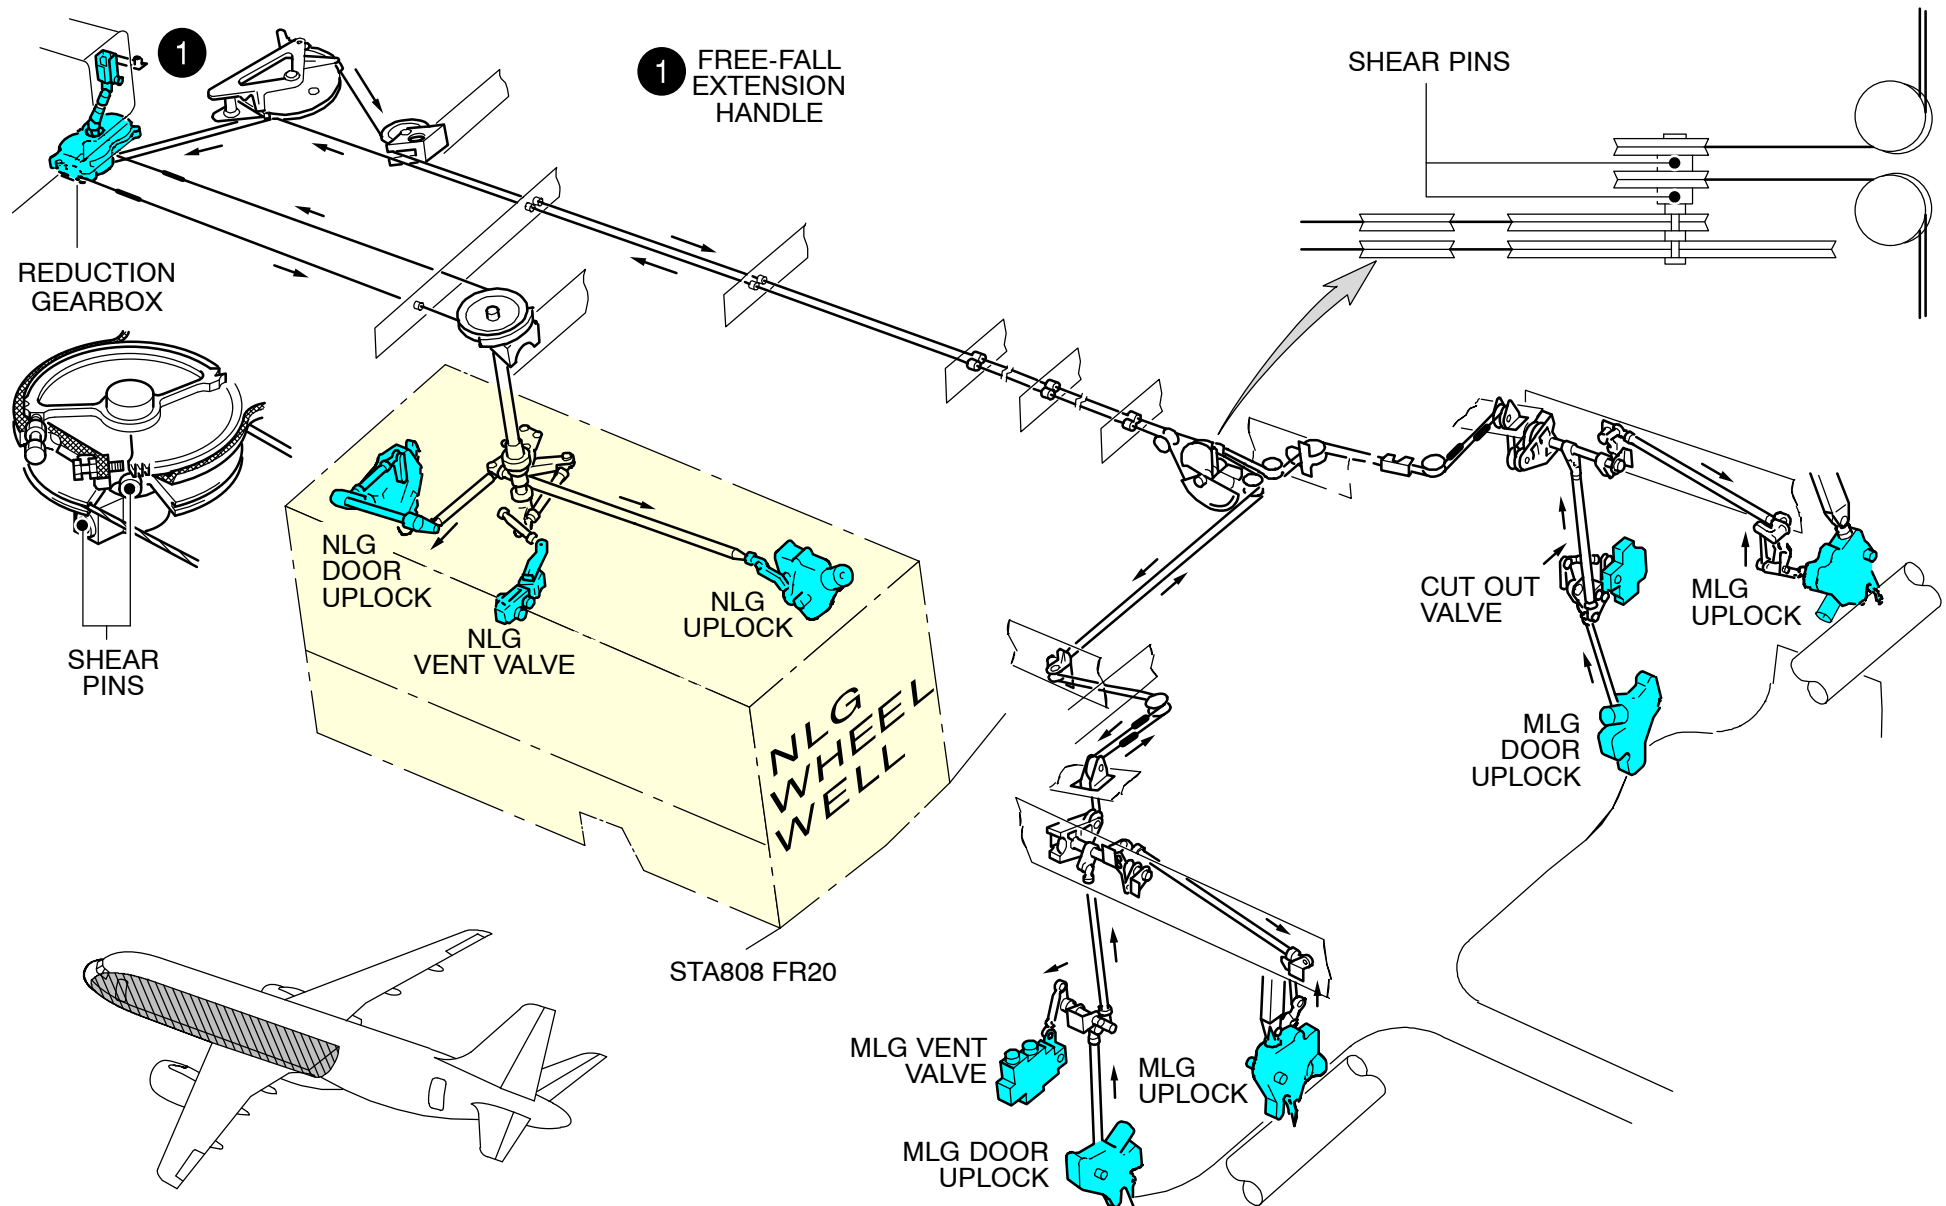 1
1 FREE-FALL
EXTENSION
HANDLE
SHEAR PINS
REDUCTION
GEARBOX
SHEAR
PINS
NLG
DOOR
UPLOCK
NLG
VENT VALVE
NLG
UPLOCK
NLG
WHEEL
WELL
CUT OUT
VALVE
MLG
UPLOCK
MLG
DOOR
UPLOCK
STA808 FR20
MLG VENT
VALVE
MLG
UPLOCK
MLG DOOR
UPLOCK